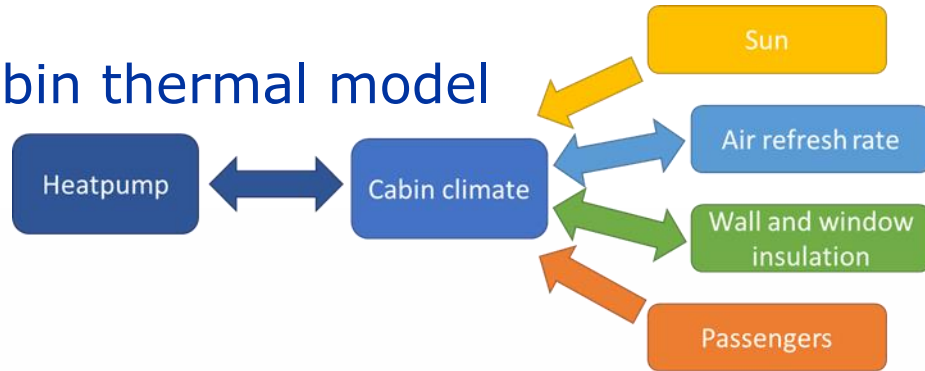 bin thermal model
Sun
Air refresh rate
Heatpump
Cabin climate
Wall and window
insulation
Passengers